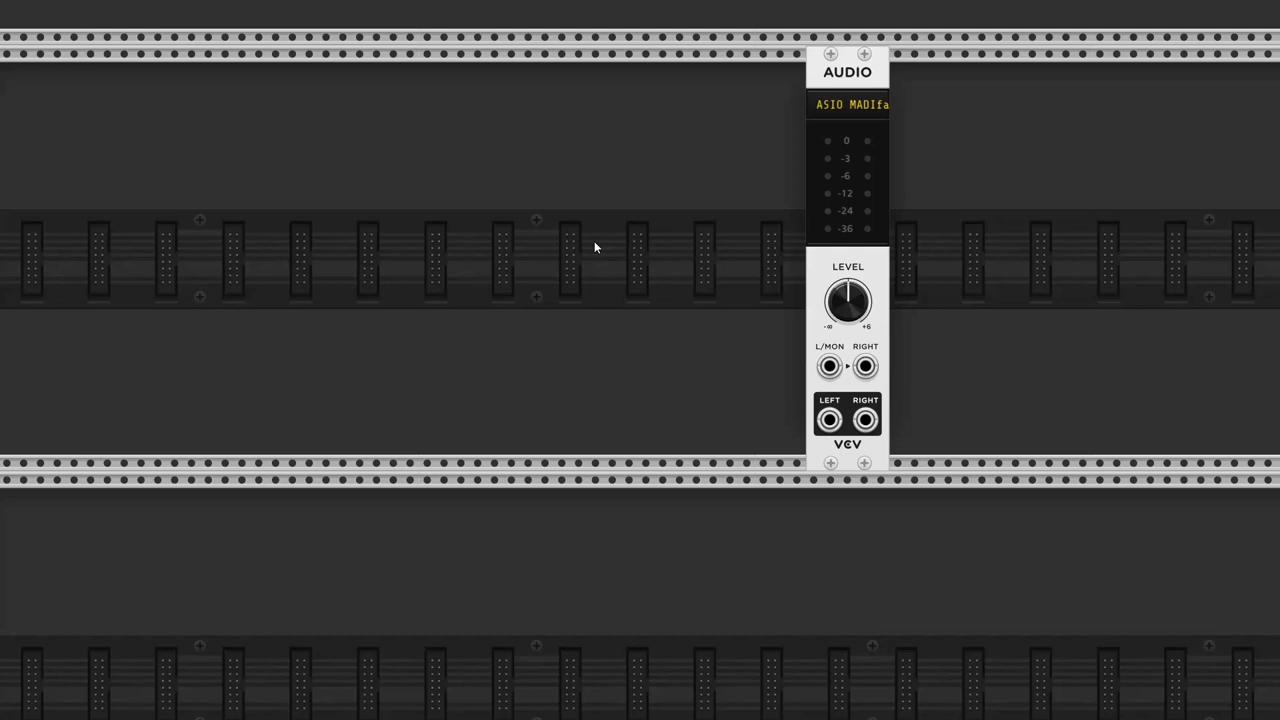 AUDIO
ASIO MADIfa
0
-3
-6
-12
-24
-36
LEVEL
-∞ +6
L/MON RIGHT
LEFT RIGHT
VCV